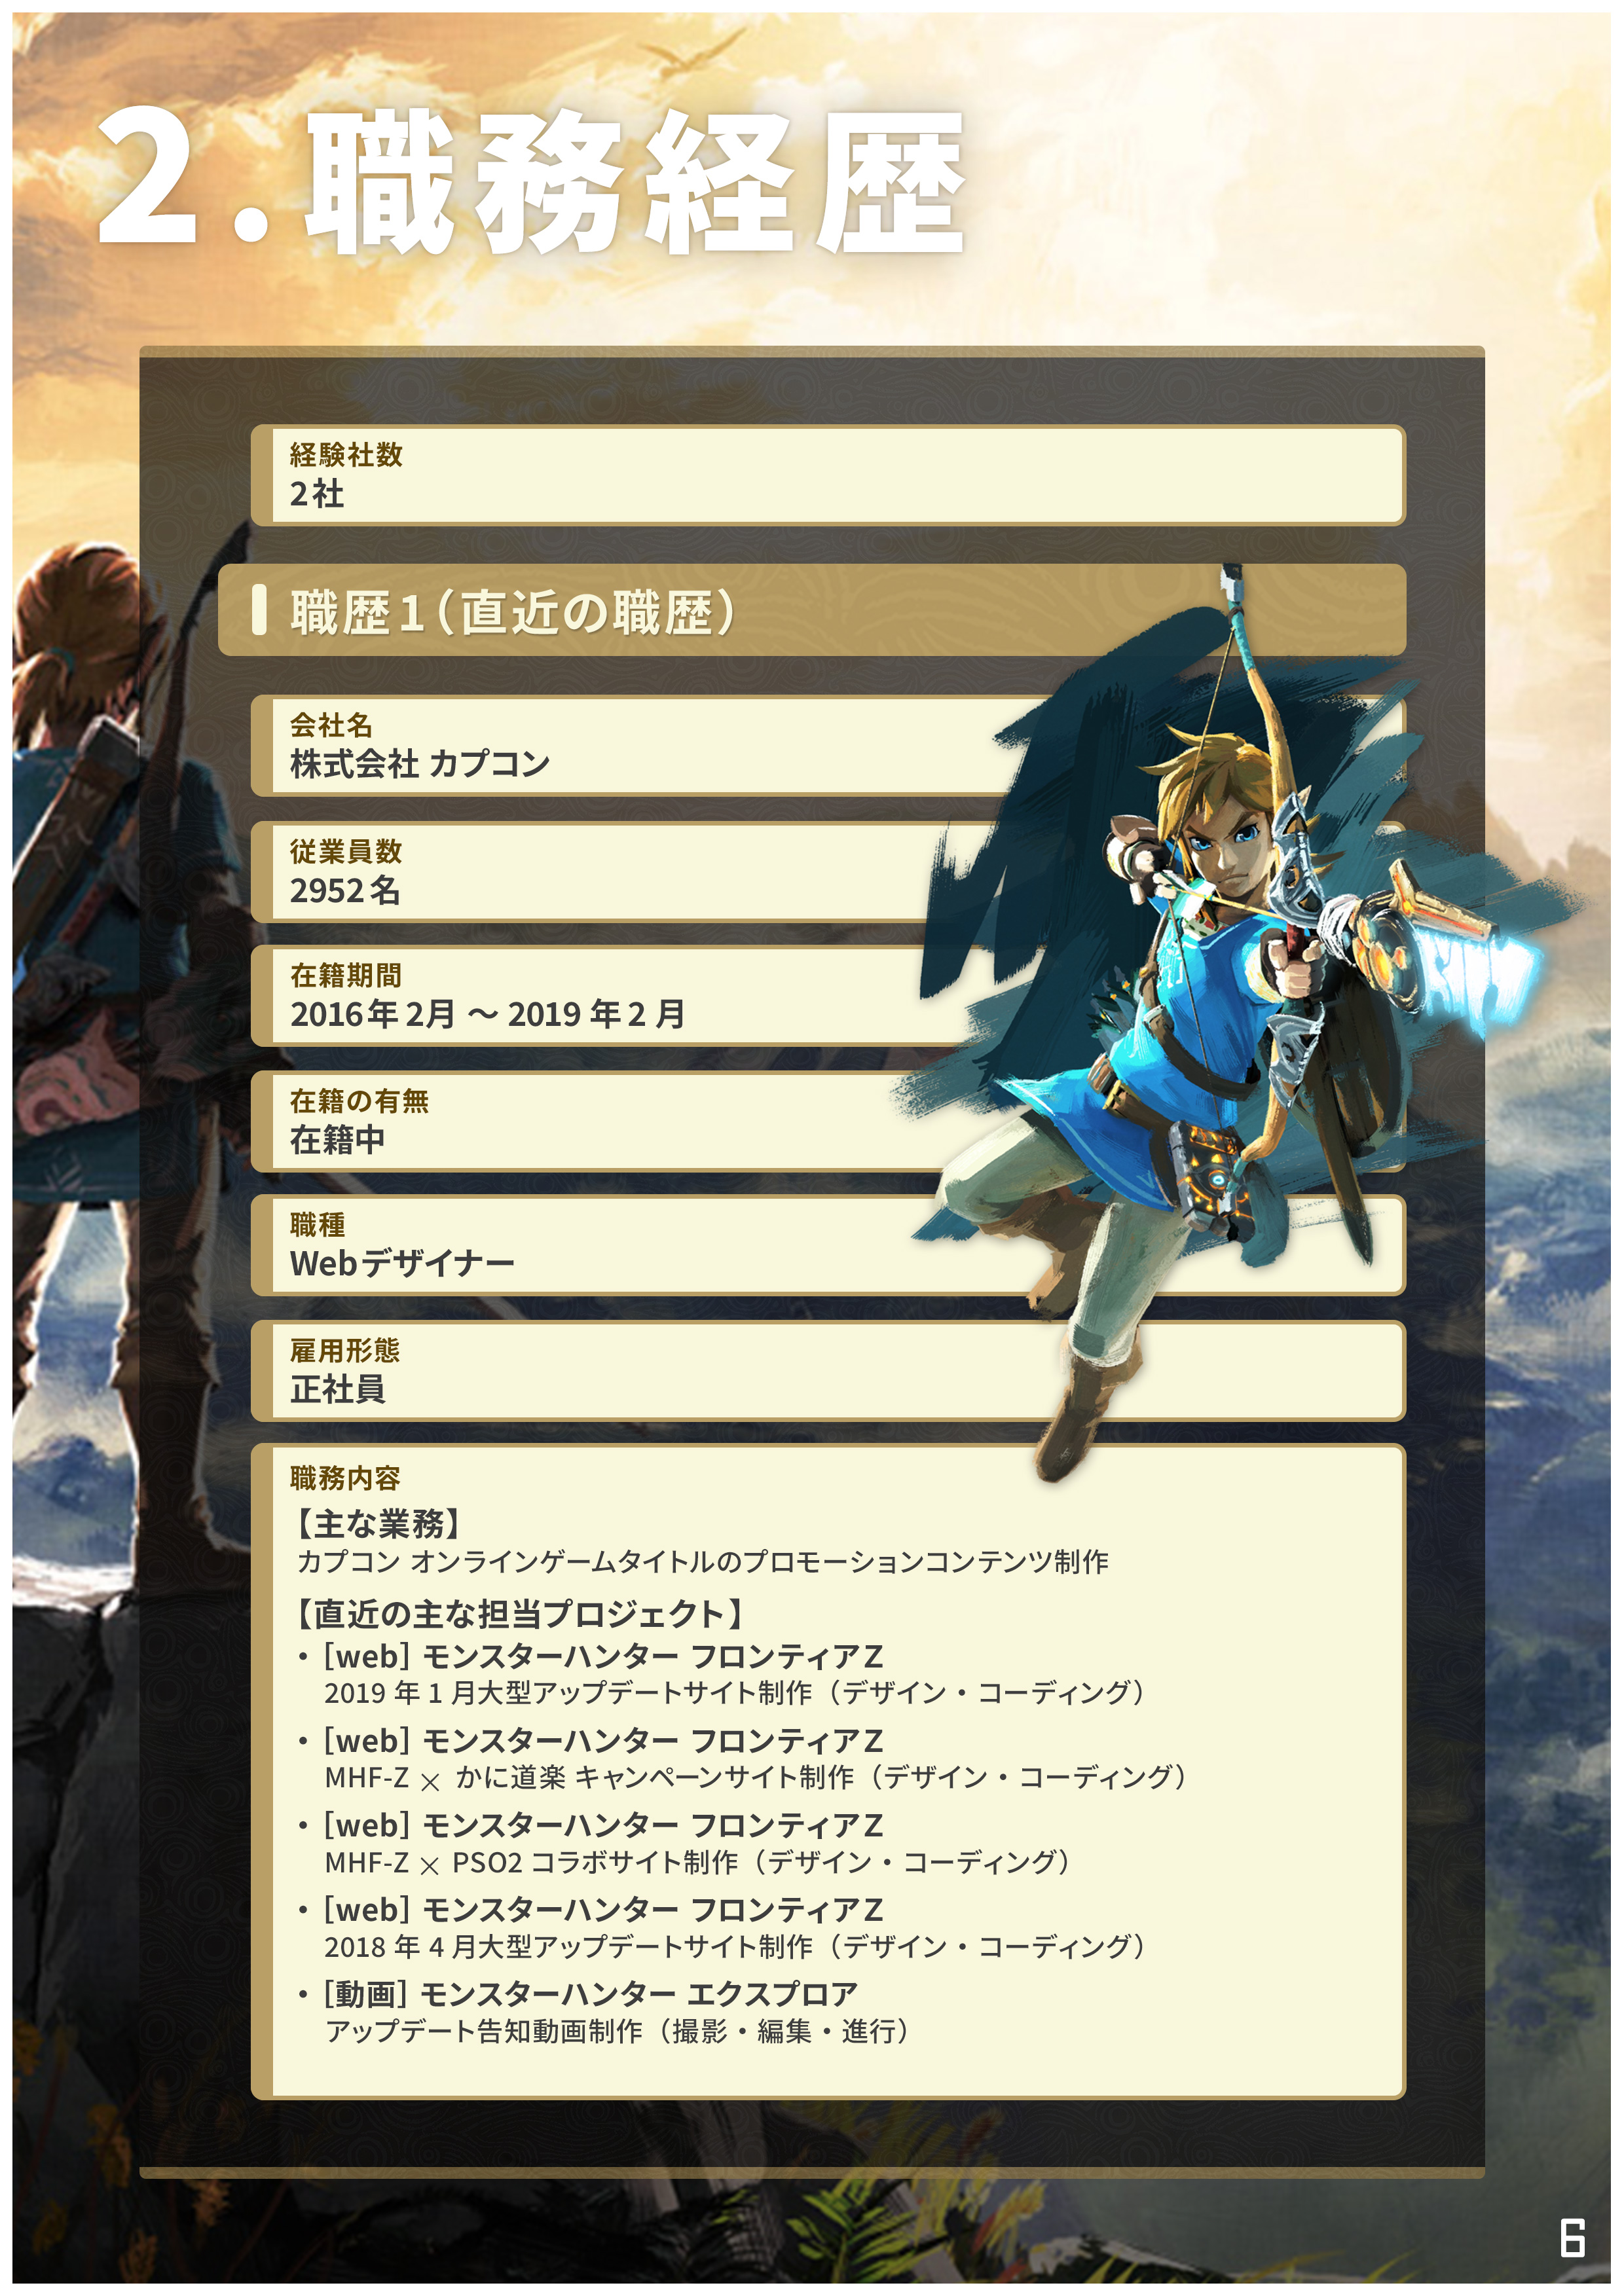 2.職務経歴
経験社数
2社
職歴1（直近の職歴）
会社名
株式会社 カプコン
従業員数
2952名
在籍期間
2016年 2月 〜 2019 年 2 月
在籍の有無
在籍中
職種
Webデザイナー
雇用形態
正社員
職務内容
【主な業務】
カプコン オンラインゲームタイトルのプロモーションコンテンツ制作
【直近の主な担当プロジェクト】
・［web］モンスターハンター フロンティアZ
2019 年 1 月大型アップデートサイト制作（デザイン・コーディング）
・［web］モンスターハンター フロンティアZ
MHF-Z × かに道楽 キャンペーンサイト制作（デザイン・コーディング）
・［web］モンスターハンター フロンティアZ
MHF-Z × PSO2 コラボサイト制作（デザイン・コーディング）
・［web］モンスターハンター フロンティアZ
2018 年 4 月大型アップデートサイト制作（デザイン・コーディング）
・［動画］モンスターハンター エクスプロア
アップデート告知動画制作（撮影・編集・進行）
6